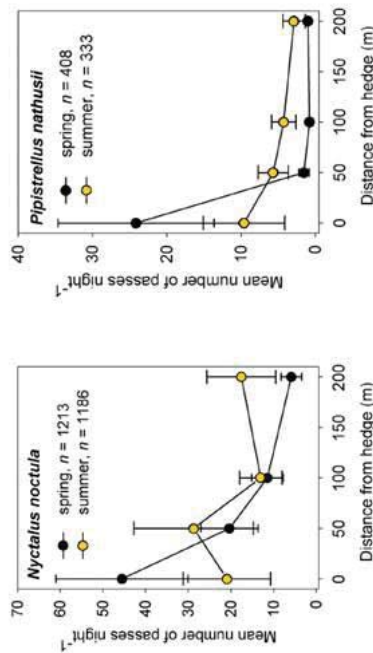 Nyctalus noctula
spring, n = 1213
summer, n = 1186
Mean number of passes night⁻¹
70
60
50
40
30
20
10
0
0 50 100 150 200
Distance from hedge (m)
Pipistrellus nathusii
spring, n = 408
summer, n = 333
Mean number of passes night⁻¹
40
30
20
10
0
0 50 100 150 200
Distance from hedge (m)